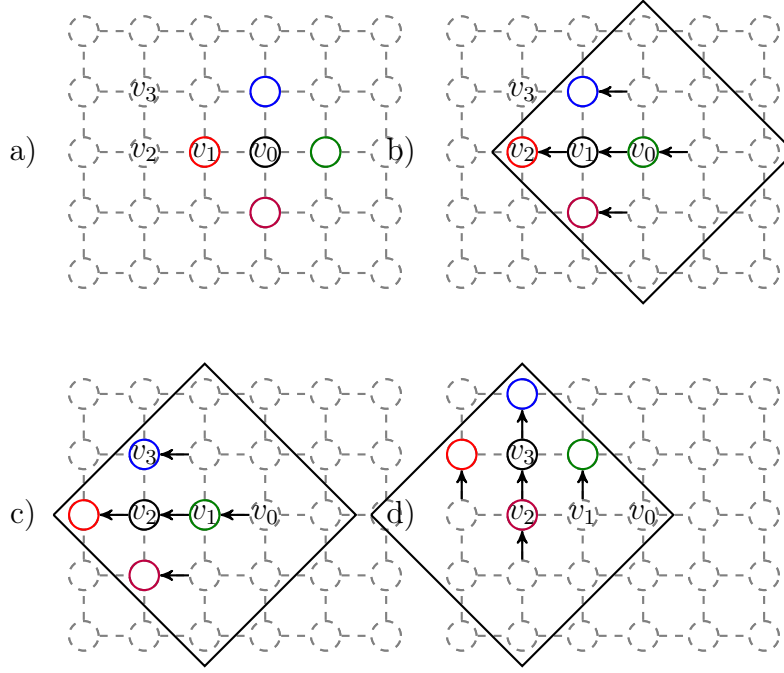 v₃
a) v₂ v₁ v₀
v₃
b) v₂ v₁ v₀
v₃
c) v₂ v₁ v₀
v₃
d) v₂ v₁ v₀